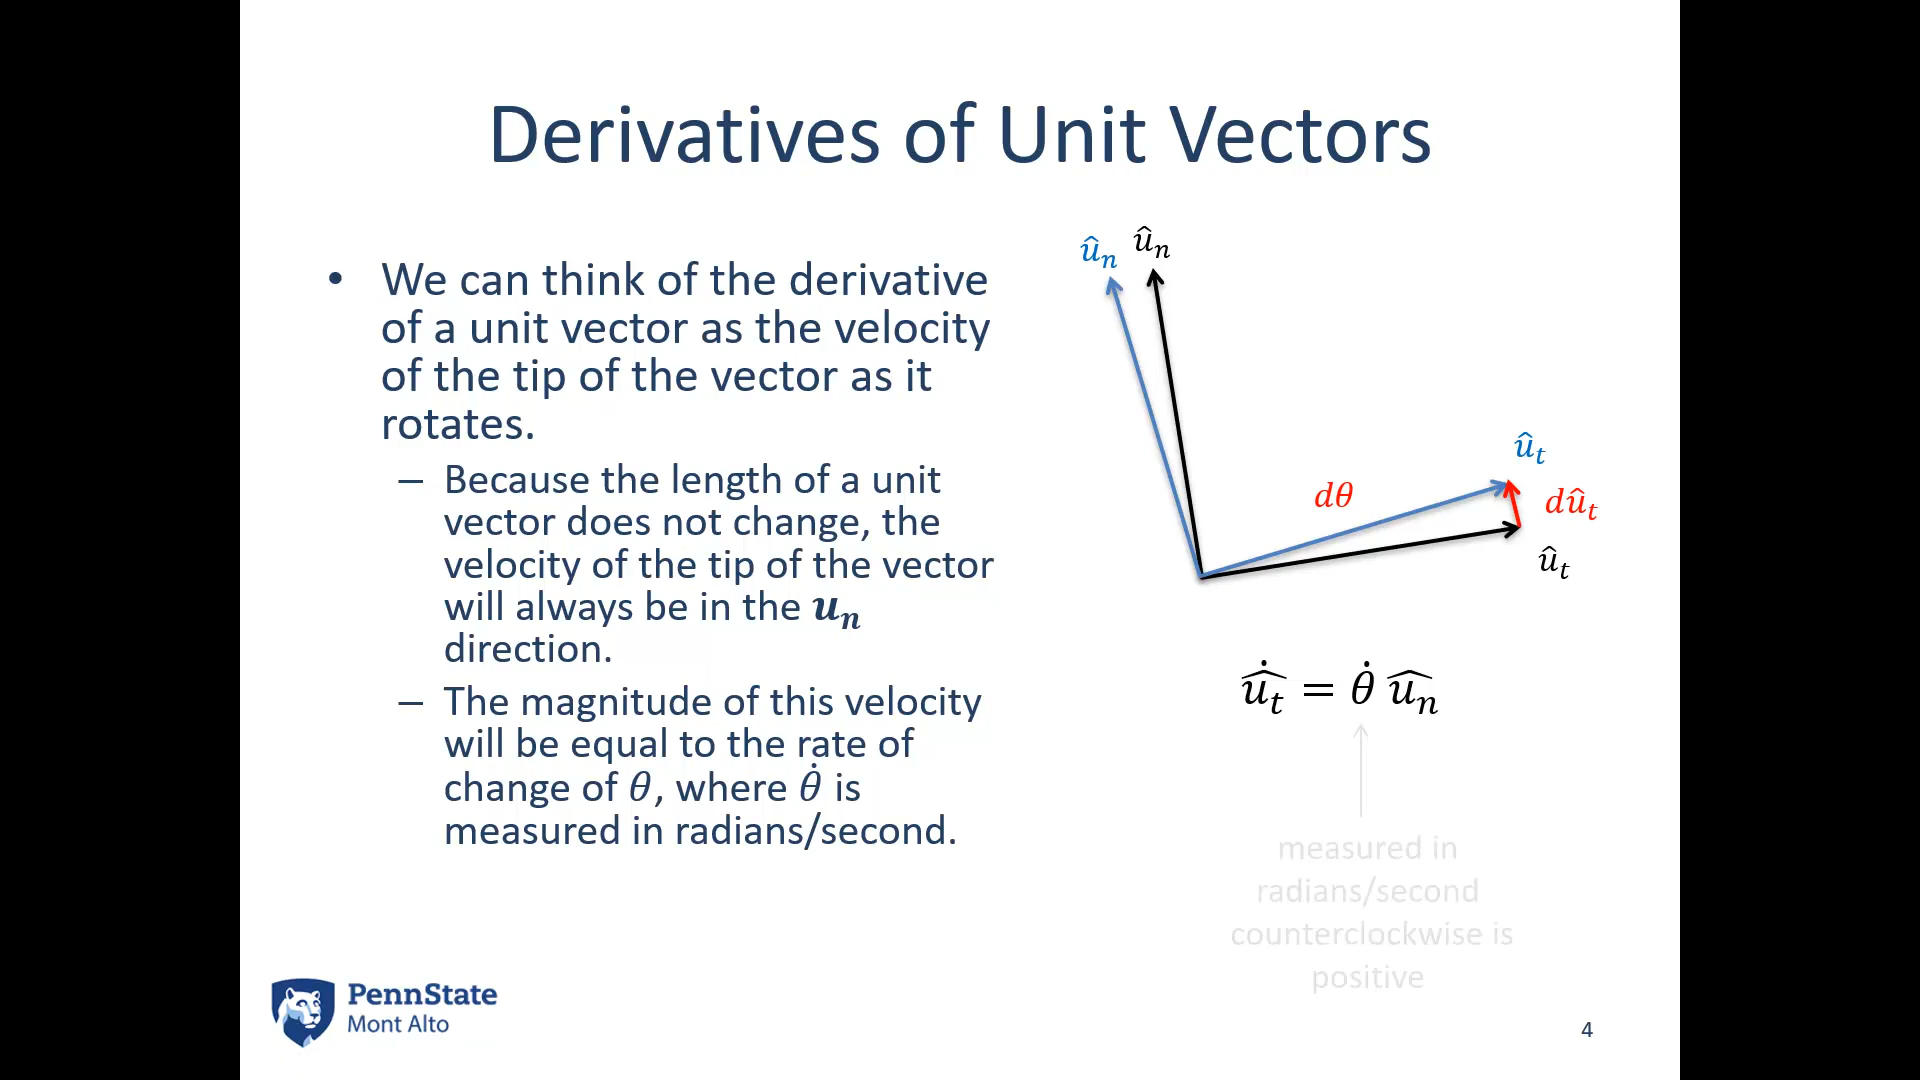 Derivatives of Unit Vectors
• We can think of the derivative
of a unit vector as the velocity
of the tip of the vector as it
rotates.
– Because the length of a unit
vector does not change, the
velocity of the tip of the vector
will always be in the 𝒖ₙ
direction.
– The magnitude of this velocity
will be equal to the rate of
change of θ, where θ̇ is
measured in radians/second.
ûₙ ûₙ
ûₜ
dθ
dûₜ
ûₜ
û̇ₜ = θ̇ ûₙ
measured in
radians/second
counterclockwise is
positive
PennState
Mont Alto
4